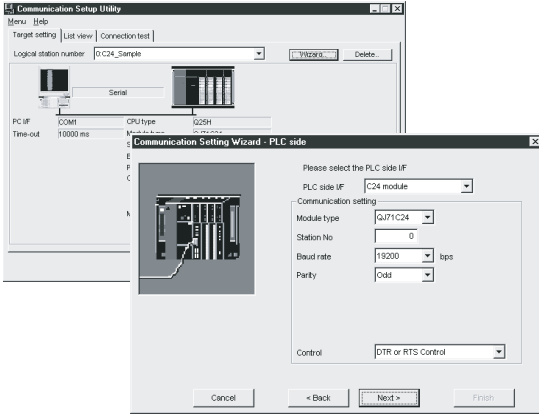 Communication Setup Utility
Menu Help
Target setting List view Connection test
Logical station number 0:C24_Sample Wizard... Delete...
Serial
PC I/F COM1 CPU type Q25H
Time-out 10000 ms
Communication Setting Wizard - PLC side
Please select the PLC side I/F
PLC side I/F C24 module
Communication setting
Module type QJ71C24
Station No 0
Baud rate 19200 bps
Parity Odd
Control DTR or RTS Control
Cancel < Back Next > Finish